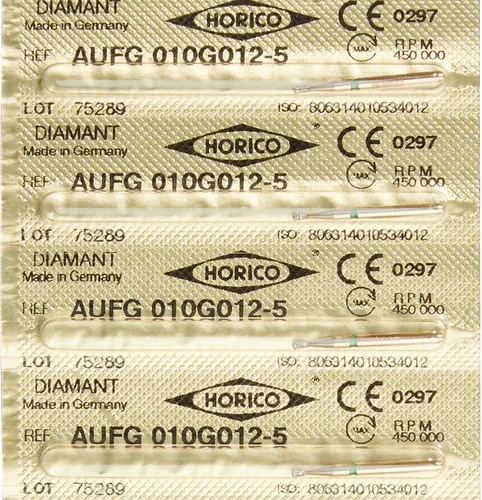 DIAMANT HORICO CE 0297
Made in Germany
REF AUFG 010G012-5 MAX RPM 450 000
LOT 75289 ISO: 806314010534012
DIAMANT HORICO ® CE 0297
Made in Germany
REF AUFG 010G012-5 MAX RPM 450 000
LOT 75289 ISO: 806314010534012
DIAMANT HORICO CE 0297
Made in Germany
REF AUFG 010G012-5 MAX RPM 450 000
LOT 75289 ISO: 806314010534012
DIAMANT HORICO ® CE 0297
Made in Germany
REF AUFG 010G012-5 MAX RPM 450 000
LOT 75289 ISO: 806314010534012